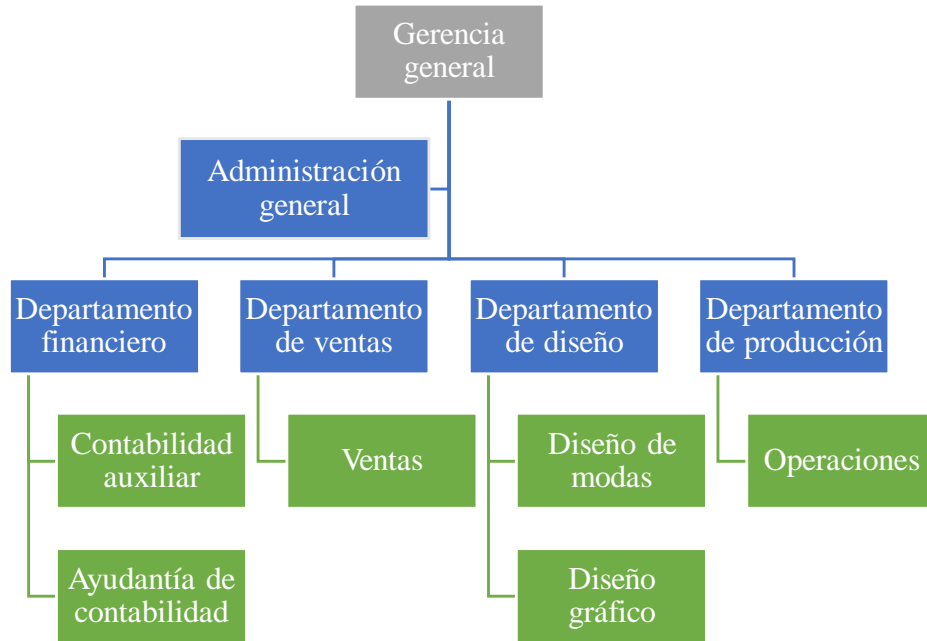 Gerencia
general
Administración
general
Departamento
financiero
Departamento
de ventas
Departamento
de diseño
Departamento
de producción
Contabilidad
auxiliar
Ventas
Diseño de
modas
Operaciones
Ayudantía de
contabilidad
Diseño
gráfico